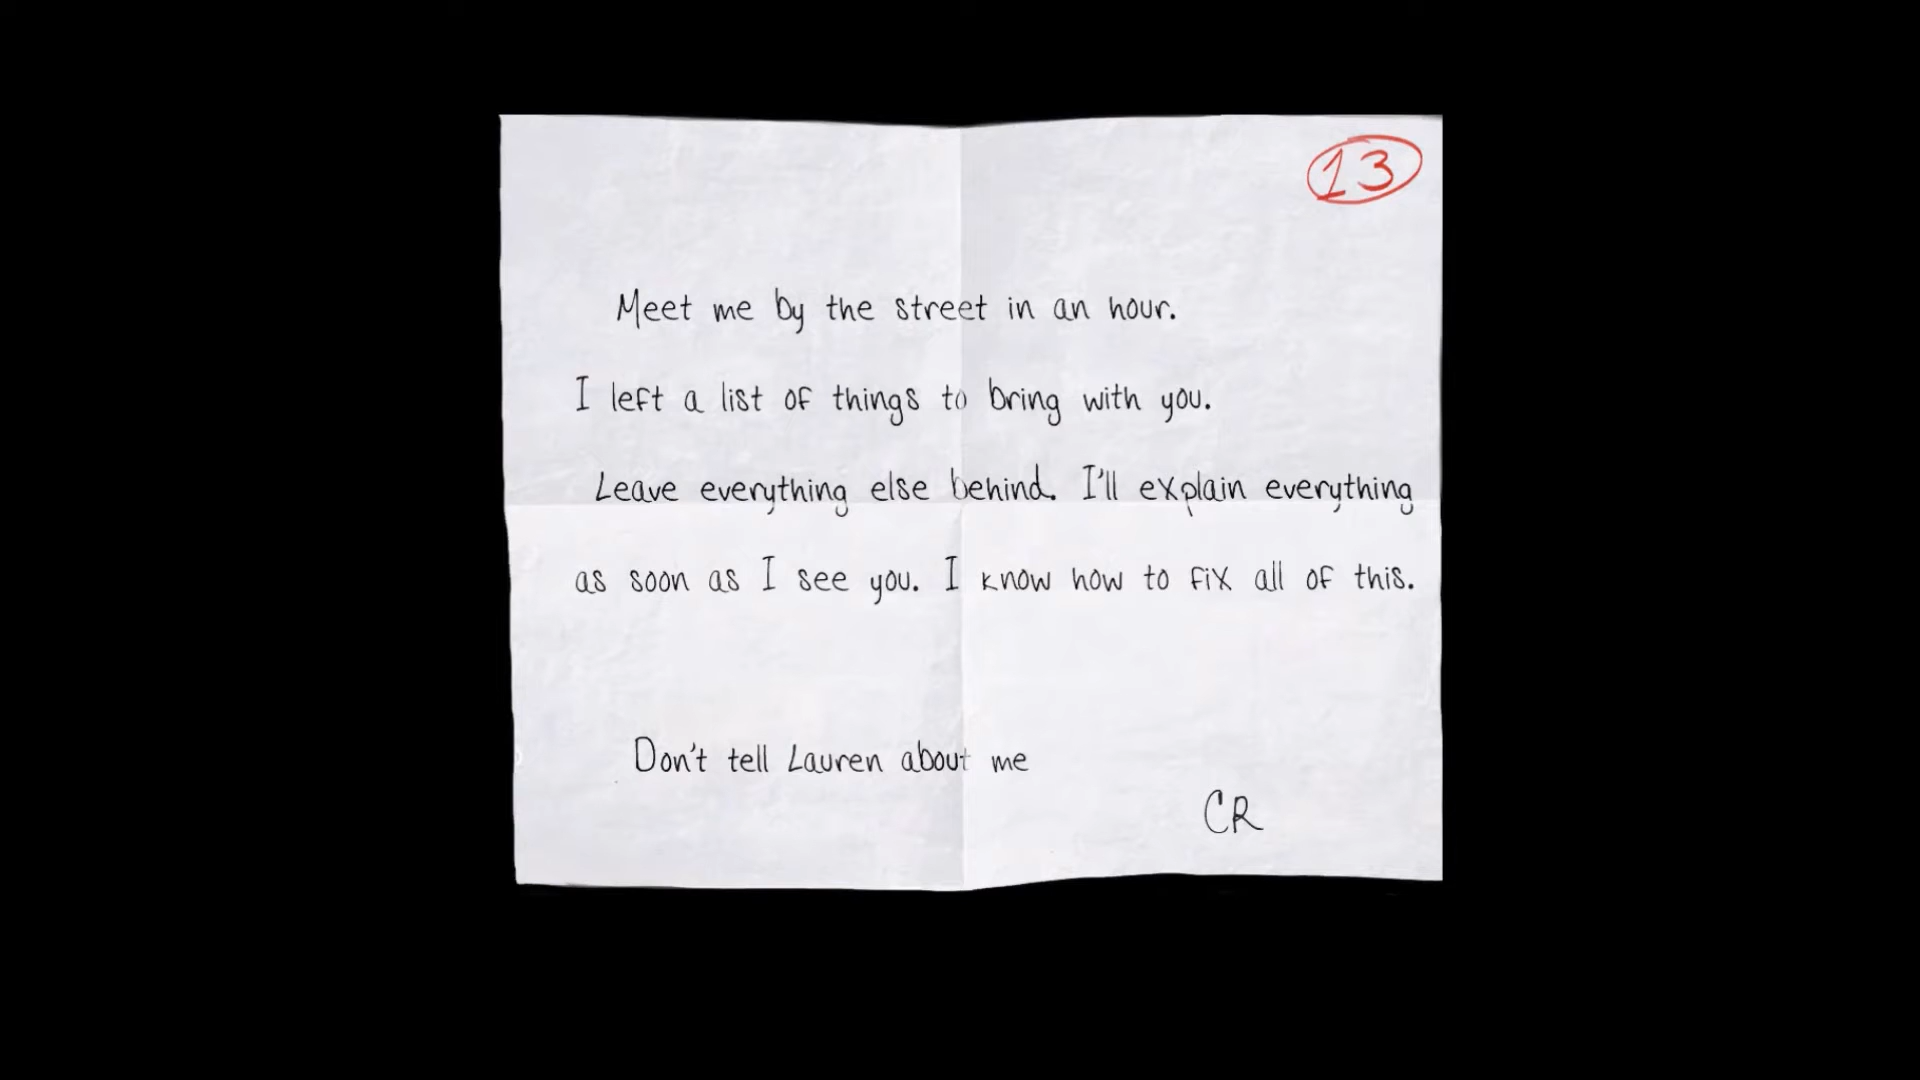 13
Meet me by the street in an hour.
I left a list of things to bring with you.
Leave everything else behind. I'll explain everything
as soon as I see you. I know how to fix all of this.
Don't tell Lauren about me
CR